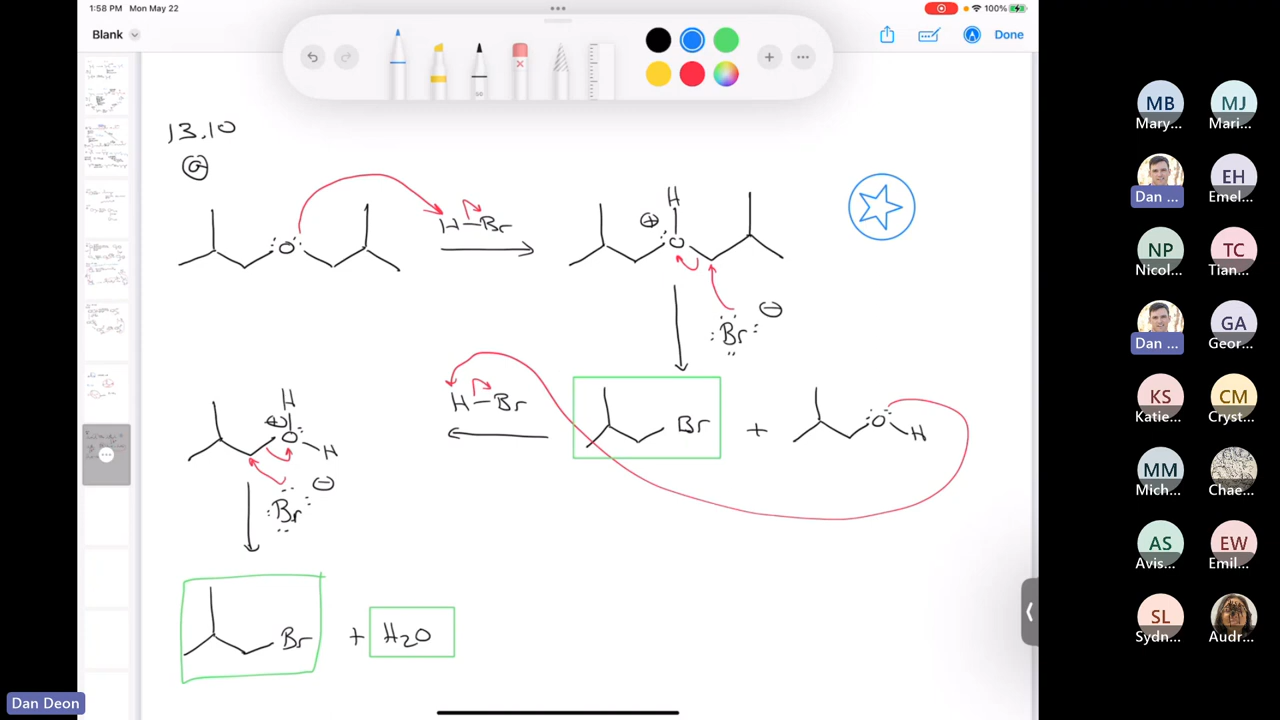 1:58 PM Mon May 22
100%
Blank
Done
13.10
:O:
H-Br
H
⊕
:O
⊖
:Br:
H-Br
Br
+
O
H
H
⊕
O:
H
⊖
:Br:
Br
+ H2O
MB
Mary...
MJ
Mari...
Dan ...
EH
Emel...
NP
Nicol...
TC
Tian...
Dan ...
GA
Geor...
KS
Katie...
CM
Cryst...
MM
Mich...
Chae...
AS
Avis...
EW
Emil...
SL
Sydn...
Audr...
Dan Deon